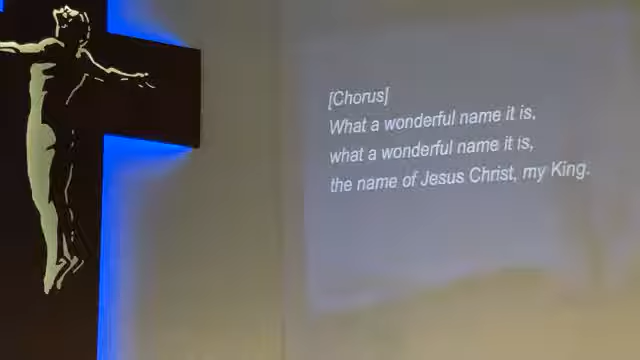 [Chorus]
What a wonderful name it is,
what a wonderful name it is,
the name of Jesus Christ, my King.